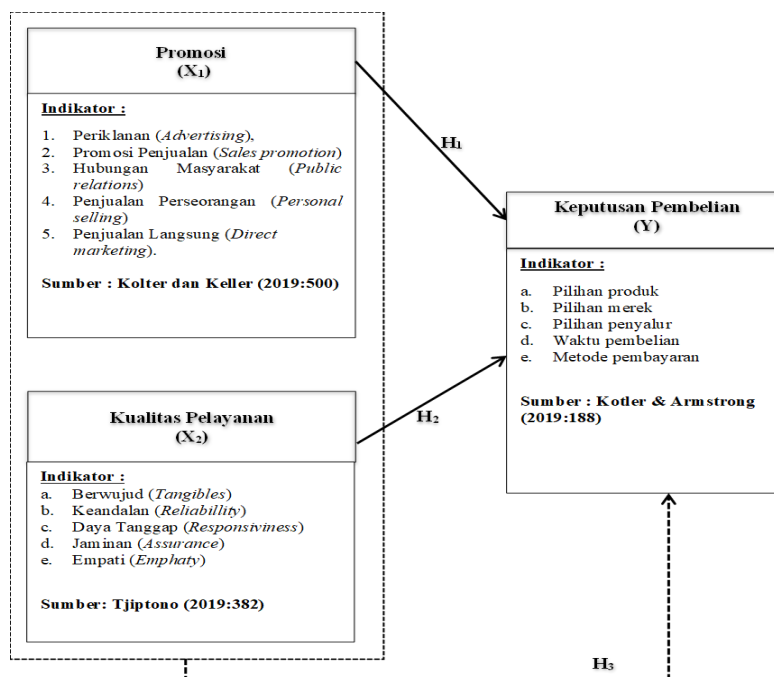 Promosi
(X₁)
Indikator :
1. Periklanan (Advertising),
2. Promosi Penjualan (Sales promotion)
3. Hubungan Masyarakat (Public
relations)
4. Penjualan Perseorangan (Personal
selling)
5. Penjualan Langsung (Direct
marketing).
Sumber : Kolter dan Keller (2019:500)
H₁
Keputusan Pembelian
(Y)
Indikator :
a. Pilihan produk
b. Pilihan merek
c. Pilihan penyalur
d. Waktu pembelian
e. Metode pembayaran
Sumber : Kotler & Armstrong
(2019:188)
Kualitas Pelayanan
(X₂)
H₂
Indikator :
a. Berwujud (Tangibles)
b. Keandalan (Reliabillity)
c. Daya Tanggap (Responsiviness)
d. Jaminan (Assurance)
e. Empati (Emphaty)
Sumber: Tjiptono (2019:382)
H₃